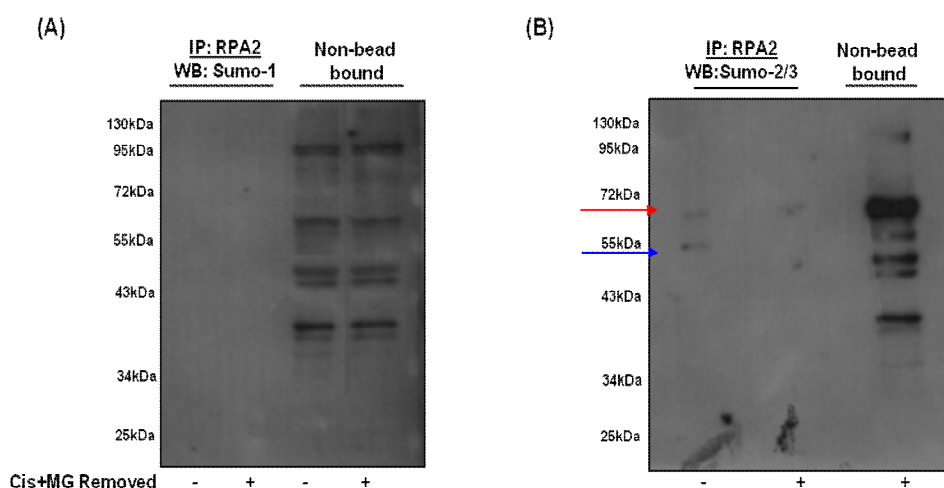 (A)
IP: RPA2
WB: Sumo-1
Non-bead
bound
130kDa
95kDa
72kDa
55kDa
43kDa
34kDa
25kDa
Cis+MG Removed - + - +
(B)
IP: RPA2
WB:Sumo-2/3
Non-bead
bound
130kDa
95kDa
72kDa
55kDa
43kDa
34kDa
25kDa
- + +